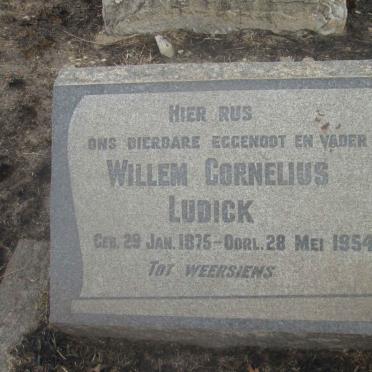 Hier rus
ons dierbare eggenoot en vader
Willem Cornelius
Ludick
Geb. 29 Jan. 1875 - Oorl. 28 Mei 1954
Tot weersiens